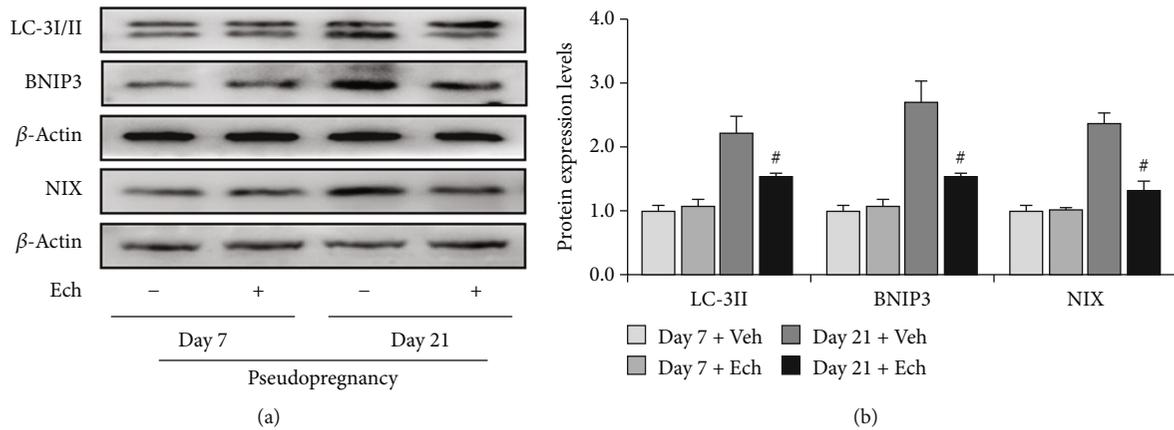 LC-3I/II
BNIP3
β-Actin
NIX
β-Actin
Ech − + − +
Day 7 Day 21
Pseudopregnancy
(a)
Protein expression levels
4.0
3.0
2.0
1.0
0.0
# # #
LC-3II BNIP3 NIX
Day 7 + Veh Day 21 + Veh
Day 7 + Ech Day 21 + Ech
(b)